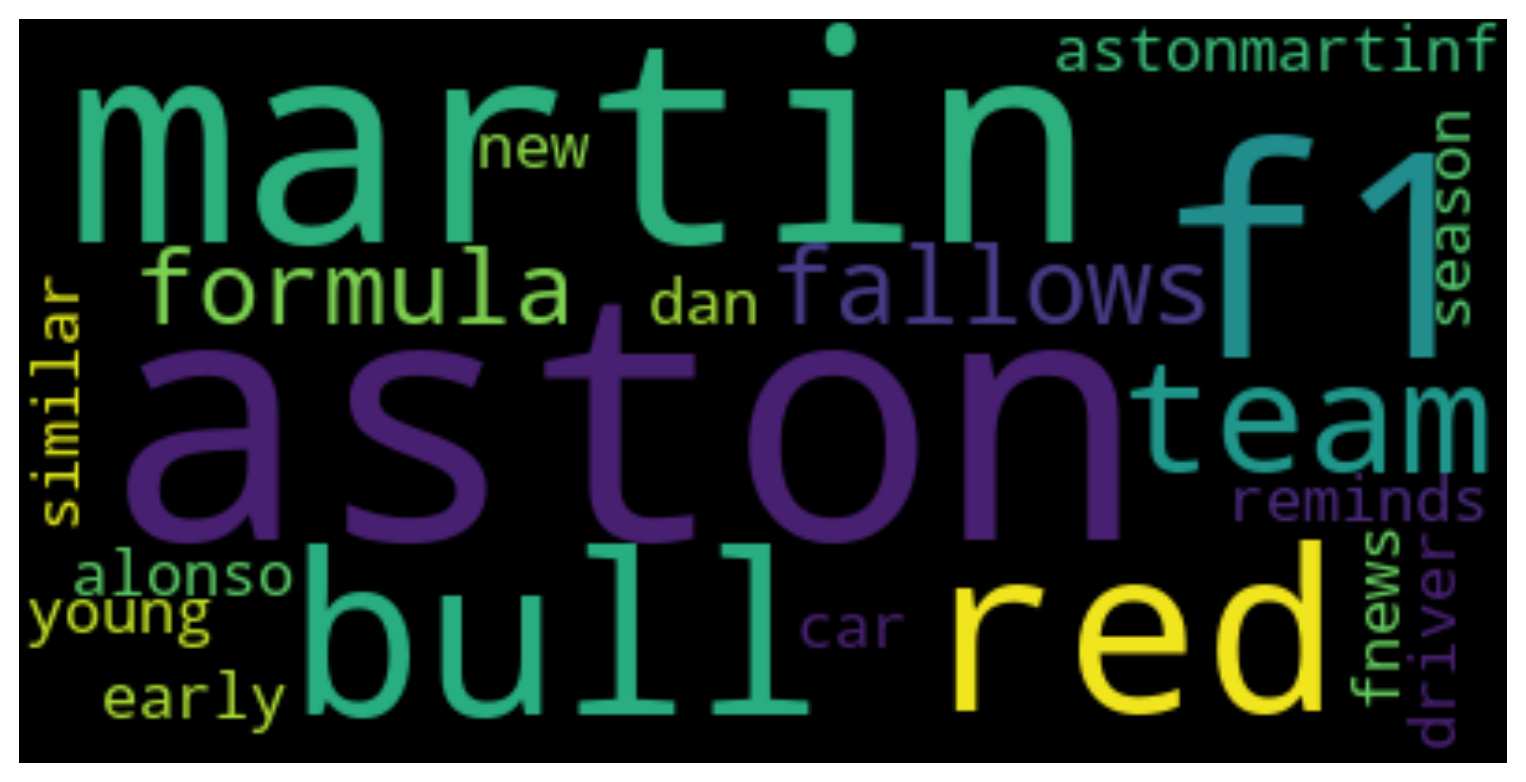 astonmartinf
martin
new
f1
season
formula
dan
fallows
similar
aston
team
reminds
alonso
young
bull
car
red
fnews
driver
early